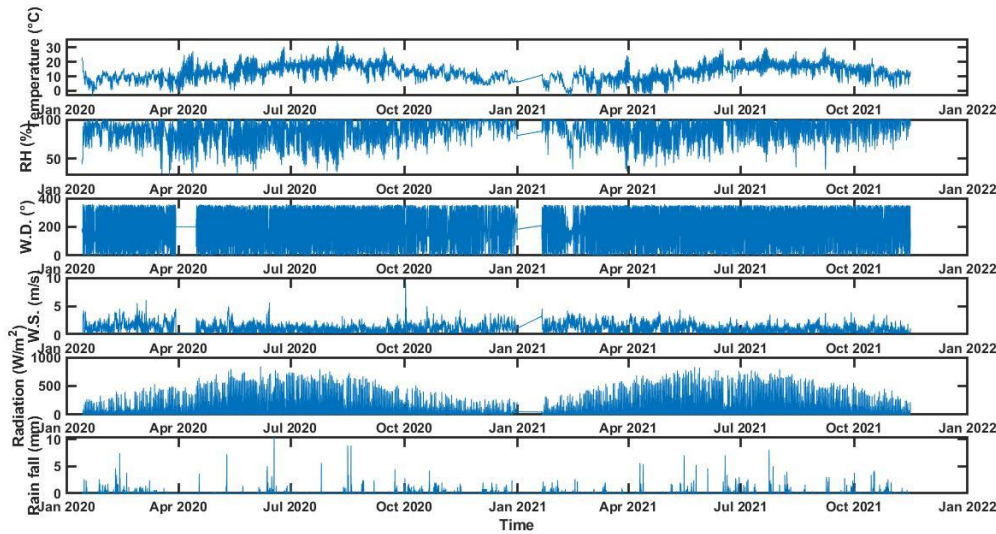 Temperature (°C)
30
20
10
0
Jan 2020 Apr 2020 Jul 2020 Oct 2020 Jan 2021 Apr 2021 Jul 2021 Oct 2021 Jan 2022
RH (%)
100
50
Jan 2020 Apr 2020 Jul 2020 Oct 2020 Jan 2021 Apr 2021 Jul 2021 Oct 2021 Jan 2022
W.D. (°)
400
200
0
Jan 2020 Apr 2020 Jul 2020 Oct 2020 Jan 2021 Apr 2021 Jul 2021 Oct 2021 Jan 2022
W.S. (m/s)
10
5
0
Jan 2020 Apr 2020 Jul 2020 Oct 2020 Jan 2021 Apr 2021 Jul 2021 Oct 2021 Jan 2022
Radiation (W/m²)
1000
500
0
Jan 2020 Apr 2020 Jul 2020 Oct 2020 Jan 2021 Apr 2021 Jul 2021 Oct 2021 Jan 2022
Rain fall (mm)
10
5
0
Jan 2020 Apr 2020 Jul 2020 Oct 2020 Jan 2021 Apr 2021 Jul 2021 Oct 2021 Jan 2022
Time